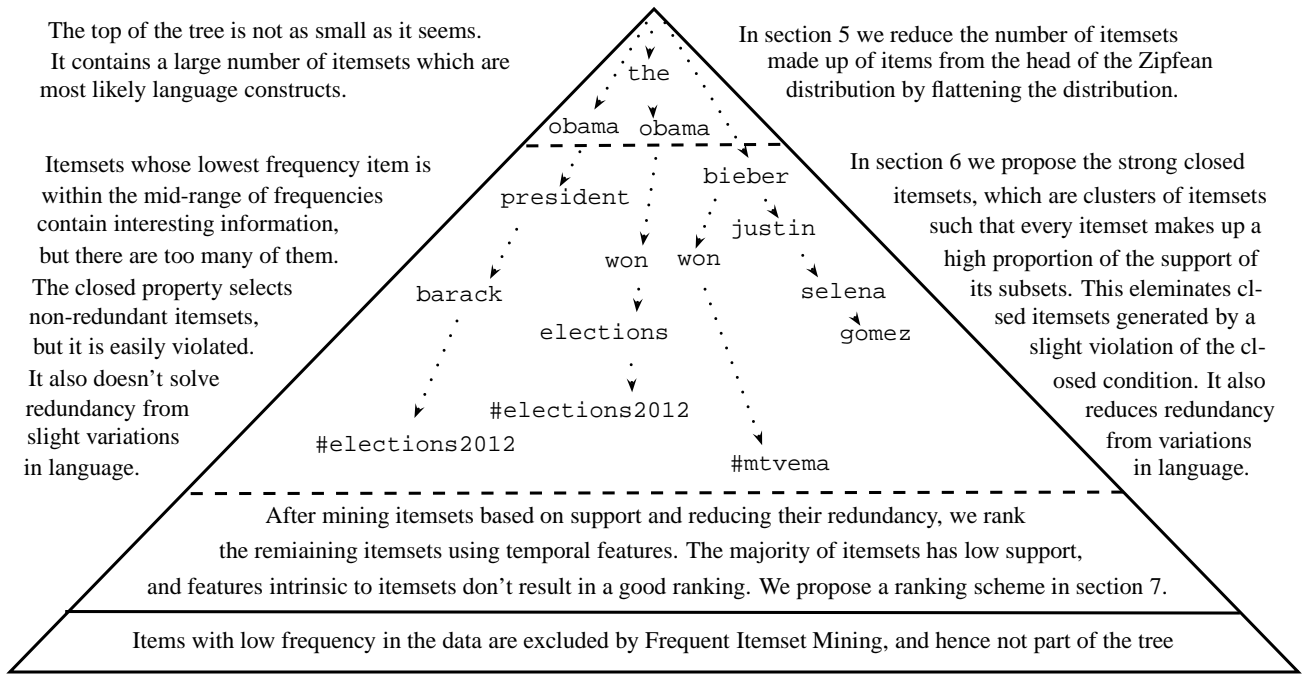 The top of the tree is not as small as it seems.
It contains a large number of itemsets which are
most likely language constructs.
In section 5 we reduce the number of itemsets
made up of items from the head of the Zipfean
distribution by flattening the distribution.
the
obama
obama
Itemsets whose lowest frequency item is
within the mid-range of frequencies
contain interesting information,
but there are too many of them.
The closed property selects
non-redundant itemsets,
but it is easily violated.
It also doesn't solve
redundancy from
slight variations
in language.
bieber
president
justin
won
won
barack
selena
elections
gomez
#elections2012
#elections2012
#mtvema
In section 6 we propose the strong closed
itemsets, which are clusters of itemsets
such that every itemset makes up a
high proportion of the support of
its subsets. This eleminates cl-
sed itemsets generated by a
slight violation of the cl-
osed condition. It also
reduces redundancy
from variations
in language.
After mining itemsets based on support and reducing their redundancy, we rank
the remiaining itemsets using temporal features. The majority of itemsets has low support,
and features intrinsic to itemsets don't result in a good ranking. We propose a ranking scheme in section 7.
Items with low frequency in the data are excluded by Frequent Itemset Mining, and hence not part of the tree